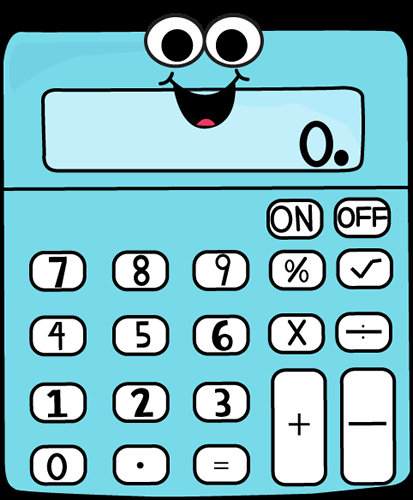 0.
ON OFF
7 8 9 % √
4 5 6 X ÷
1 2 3
0 . = + −